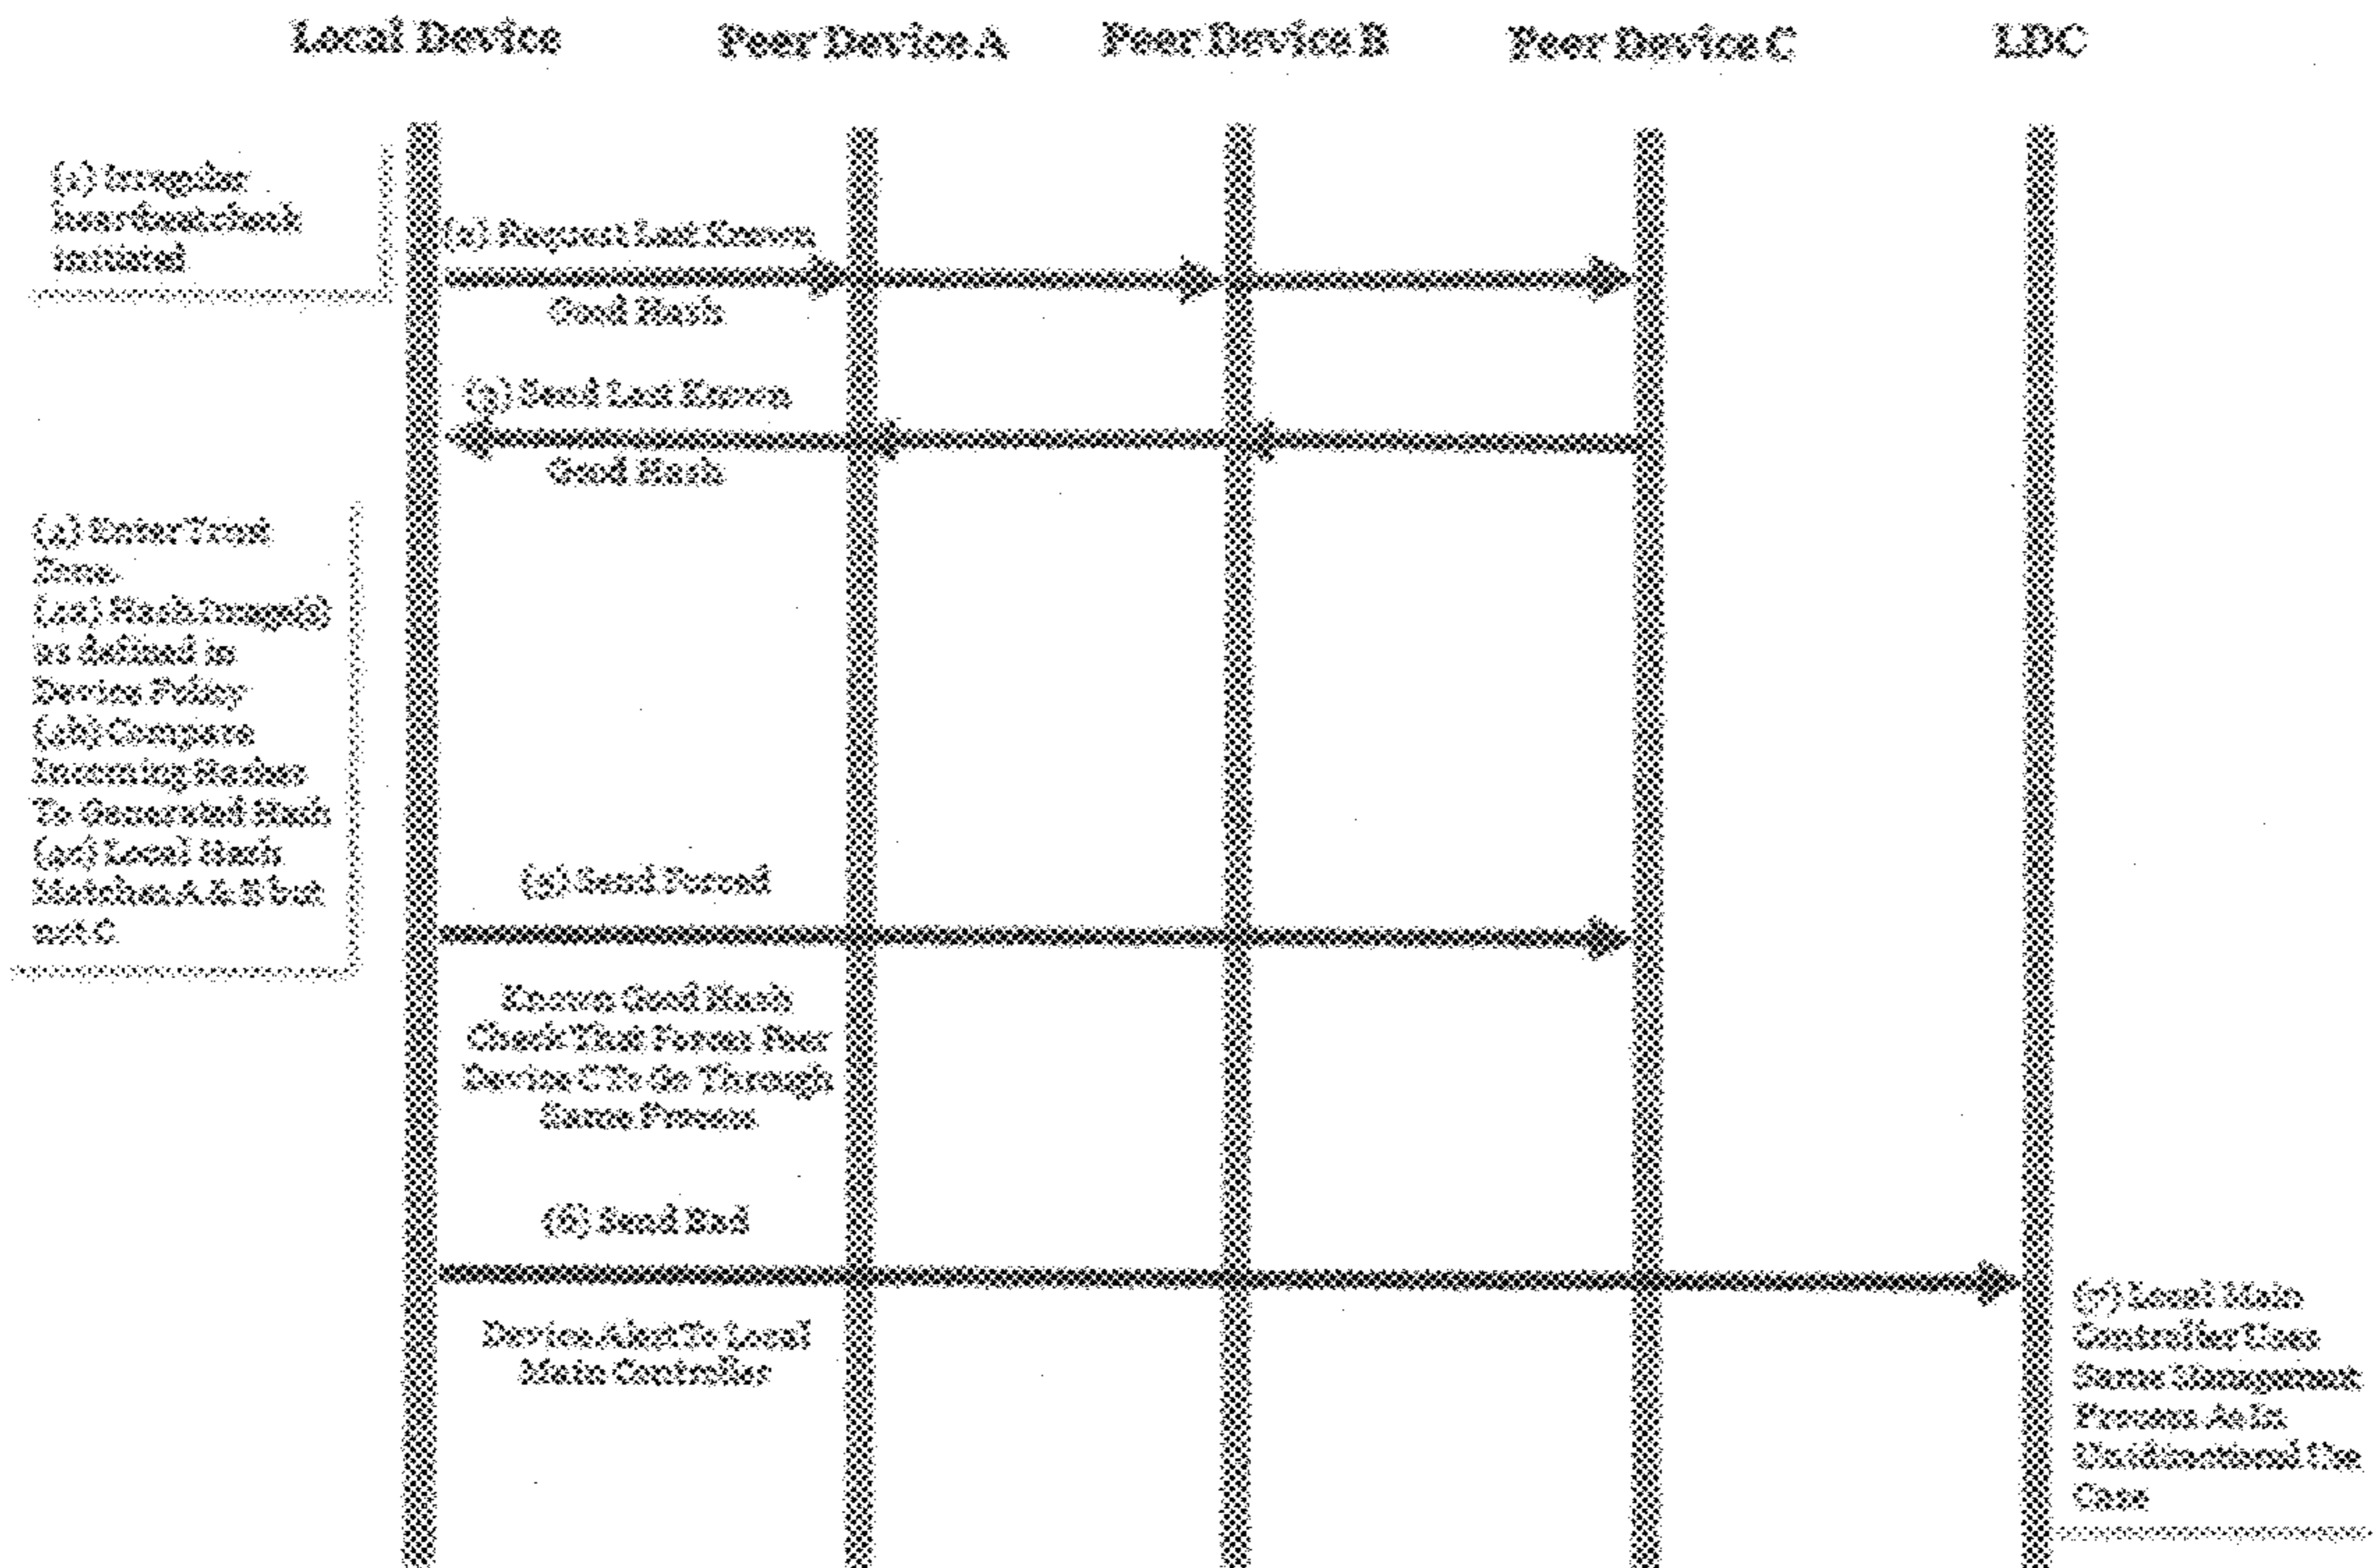 Local Device
Peer Device A
Peer Device B
Peer Device C
LDC
(1) Irregular
heartbeat check
initiated
(2) Request Last Known
Good Hash
(3) Send Last Known
Good Hash
(4) Enter Trust
Zone.
(4a) Hash Image(s)
as defined in
Device Policy
(4b) Compare
Incoming Hashes
To Generated Hash
(4c) Local Hash
Matches A & B but
not C.
(5) Send Forced
Known Good Hash
Check That Forces Peer
Device C To Go Through
Same Process
(6) Send Bad
Device Alert To Local
Main Controller
(7) Local Main
Controller Uses
Same Management
Process As In
Unidirectional Use
Case